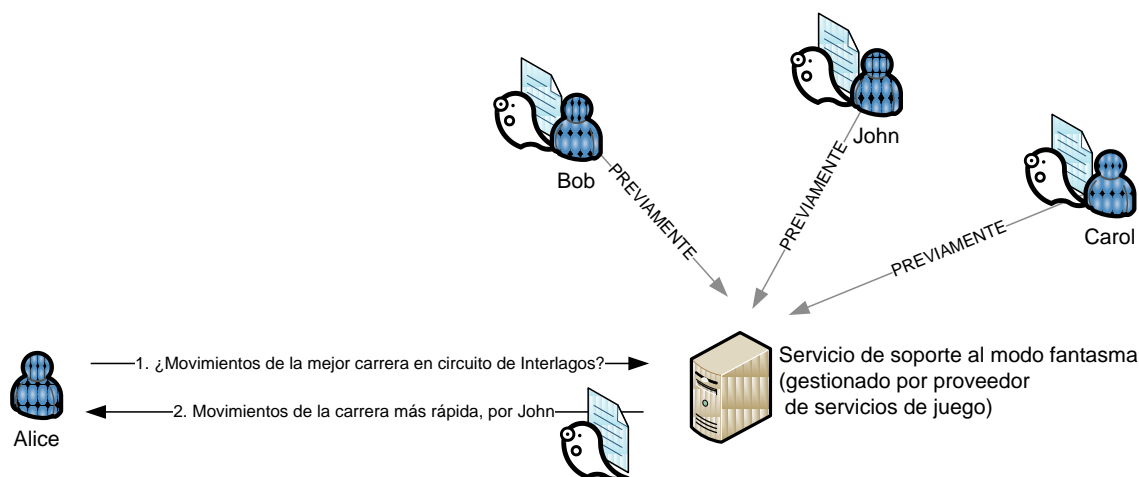 John
Bob
Carol
PREVIAMENTE
PREVIAMENTE
PREVIAMENTE
1. ¿Movimientos de la mejor carrera en circuito de Interlagos?
2. Movimientos de la carrera más rápida, por John
Alice
Servicio de soporte al modo fantasma
(gestionado por proveedor
de servicios de juego)